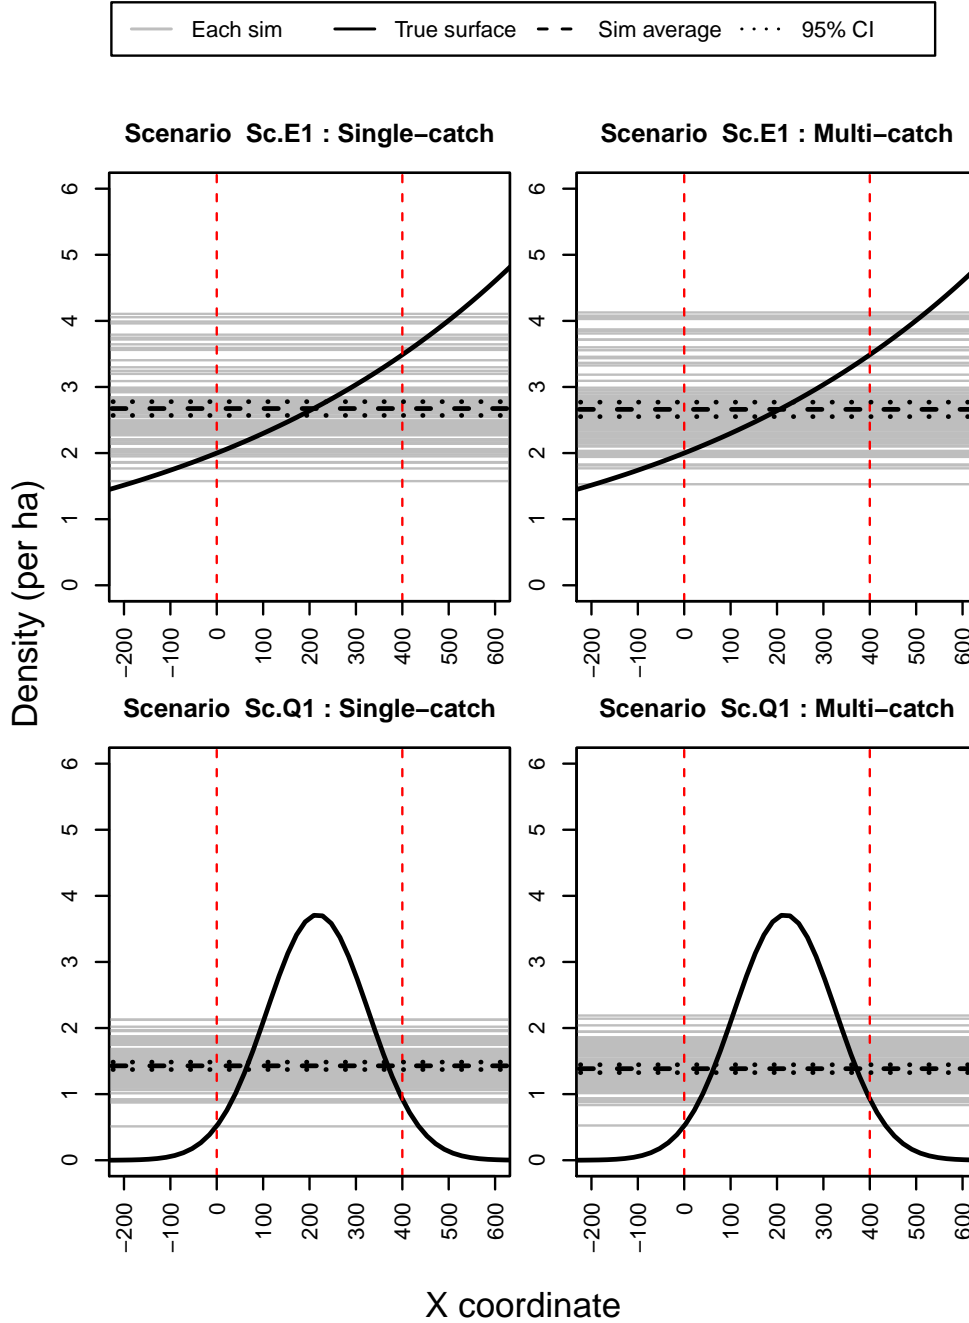 Each sim True surface Sim average 95% CI
Scenario Sc.E1 : Single−catch
Scenario Sc.E1 : Multi−catch
0 1 2 3 4 5 6
−200 −100 0 100 200 300 400 500 600
0 1 2 3 4 5 6
−200 −100 0 100 200 300 400 500 600
Density (per ha)
Scenario Sc.Q1 : Single−catch
Scenario Sc.Q1 : Multi−catch
0 1 2 3 4 5 6
−200 −100 0 100 200 300 400 500 600
0 1 2 3 4 5 6
−200 −100 0 100 200 300 400 500 600
X coordinate